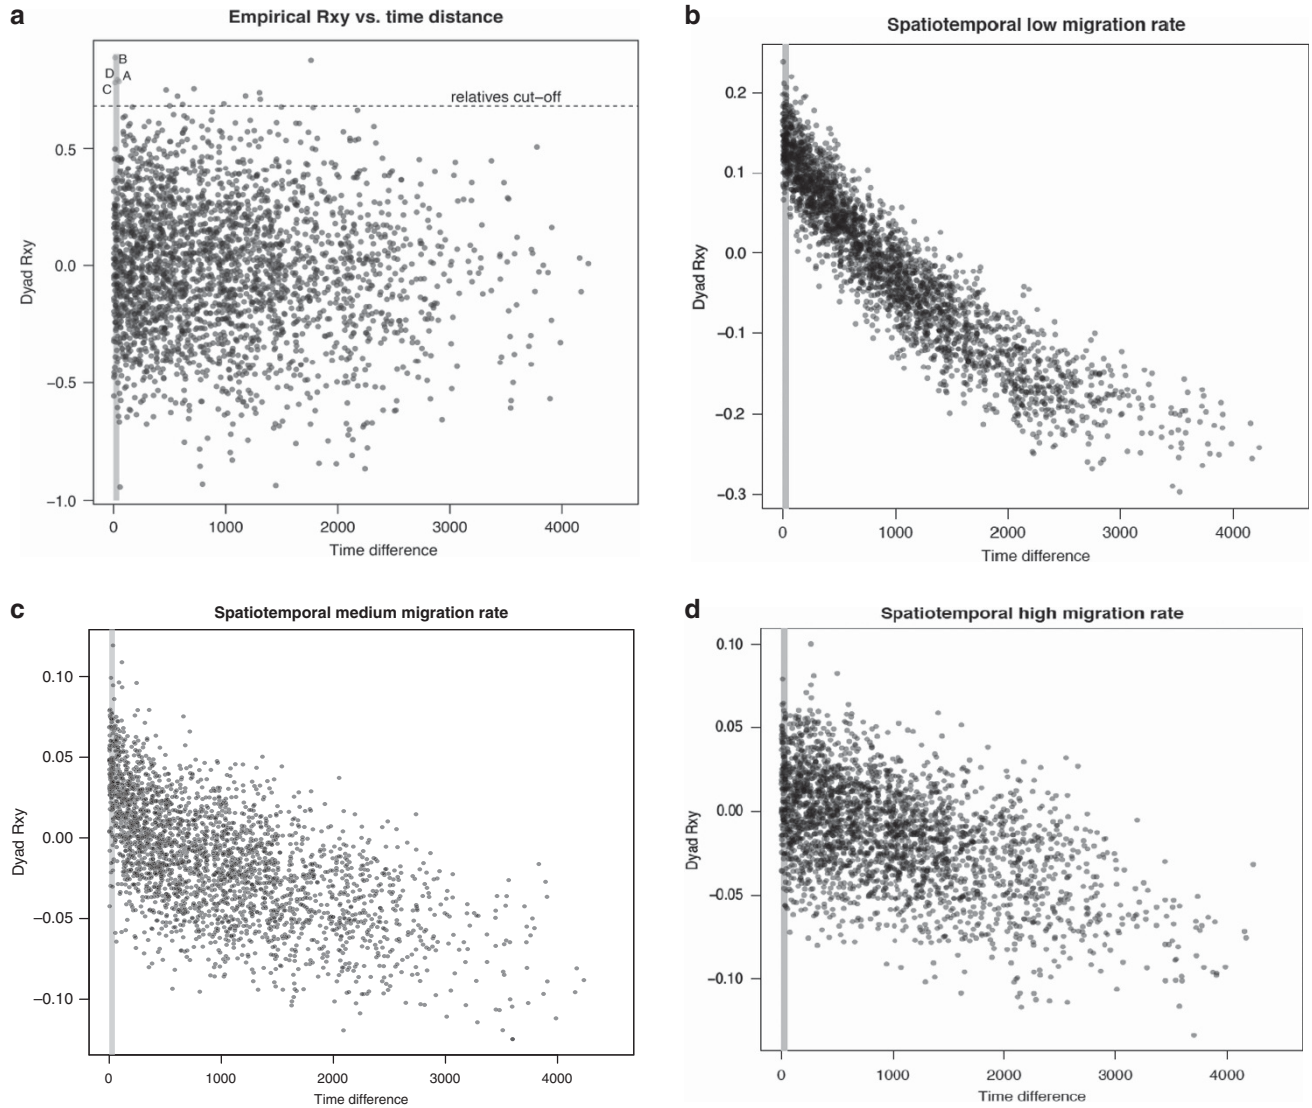 a
Empirical Rxy vs. time distance
B
D A
C
relatives cut–off
0.5
0.0
−0.5
−1.0
Dyad Rxy
0 1000 2000 3000 4000
Time difference
b
Spatiotemporal low migration rate
0.2
0.1
0.0
−0.1
−0.2
−0.3
Dyad Rxy
0 1000 2000 3000 4000
Time difference
c
Spatiotemporal medium migration rate
0.10
0.05
0.00
−0.05
−0.10
Dyad Rxy
0 1000 2000 3000 4000
Time difference
d
Spatiotemporal high migration rate
0.10
0.05
0.00
−0.05
−0.10
Dyad Rxy
0 1000 2000 3000 4000
Time difference